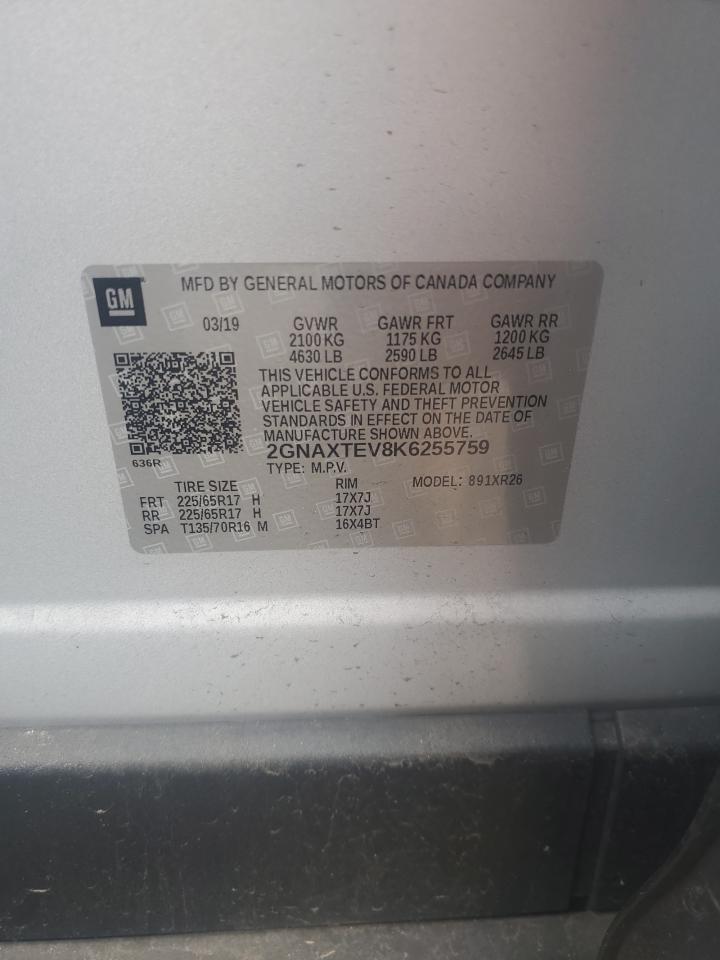 GM
MFD BY GENERAL MOTORS OF CANADA COMPANY
03/19 GVWR GAWR FRT GAWR RR
2100 KG 1175 KG 1200 KG
4630 LB 2590 LB 2645 LB
THIS VEHICLE CONFORMS TO ALL
APPLICABLE U.S. FEDERAL MOTOR
VEHICLE SAFETY AND THEFT PREVENTION
STANDARDS IN EFFECT ON THE DATE OF
MANUFACTURE SHOWN ABOVE.
2GNAXTEV8K6255759
636R
TYPE: M.P.V. MODEL: 891XR26
TIRE SIZE RIM
FRT 225/65R17 H 17X7J
RR 225/65R17 H 17X7J
SPA T135/70R16 M 16X4BT